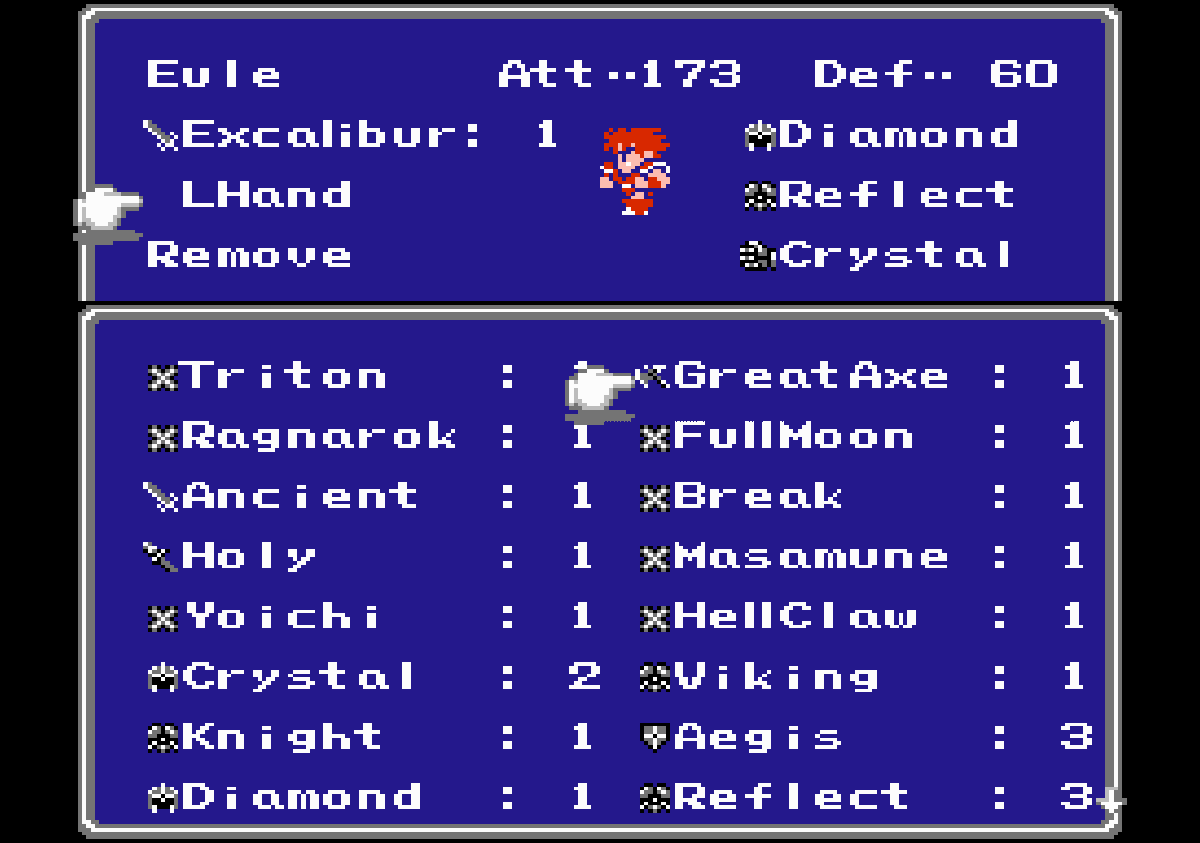 Eule Att··173 Def·· 60
Excalibur: 1 Diamond
LHand Reflect
Remove Crystal
Triton : GreatAxe : 1
Ragnarok : 1 FullMoon : 1
Ancient : 1 Break : 1
Holy : 1 Masamune : 1
Yoichi : 1 HellClaw : 1
Crystal : 2 Viking : 1
Knight : 1 Aegis : 3
Diamond : 1 Reflect : 3